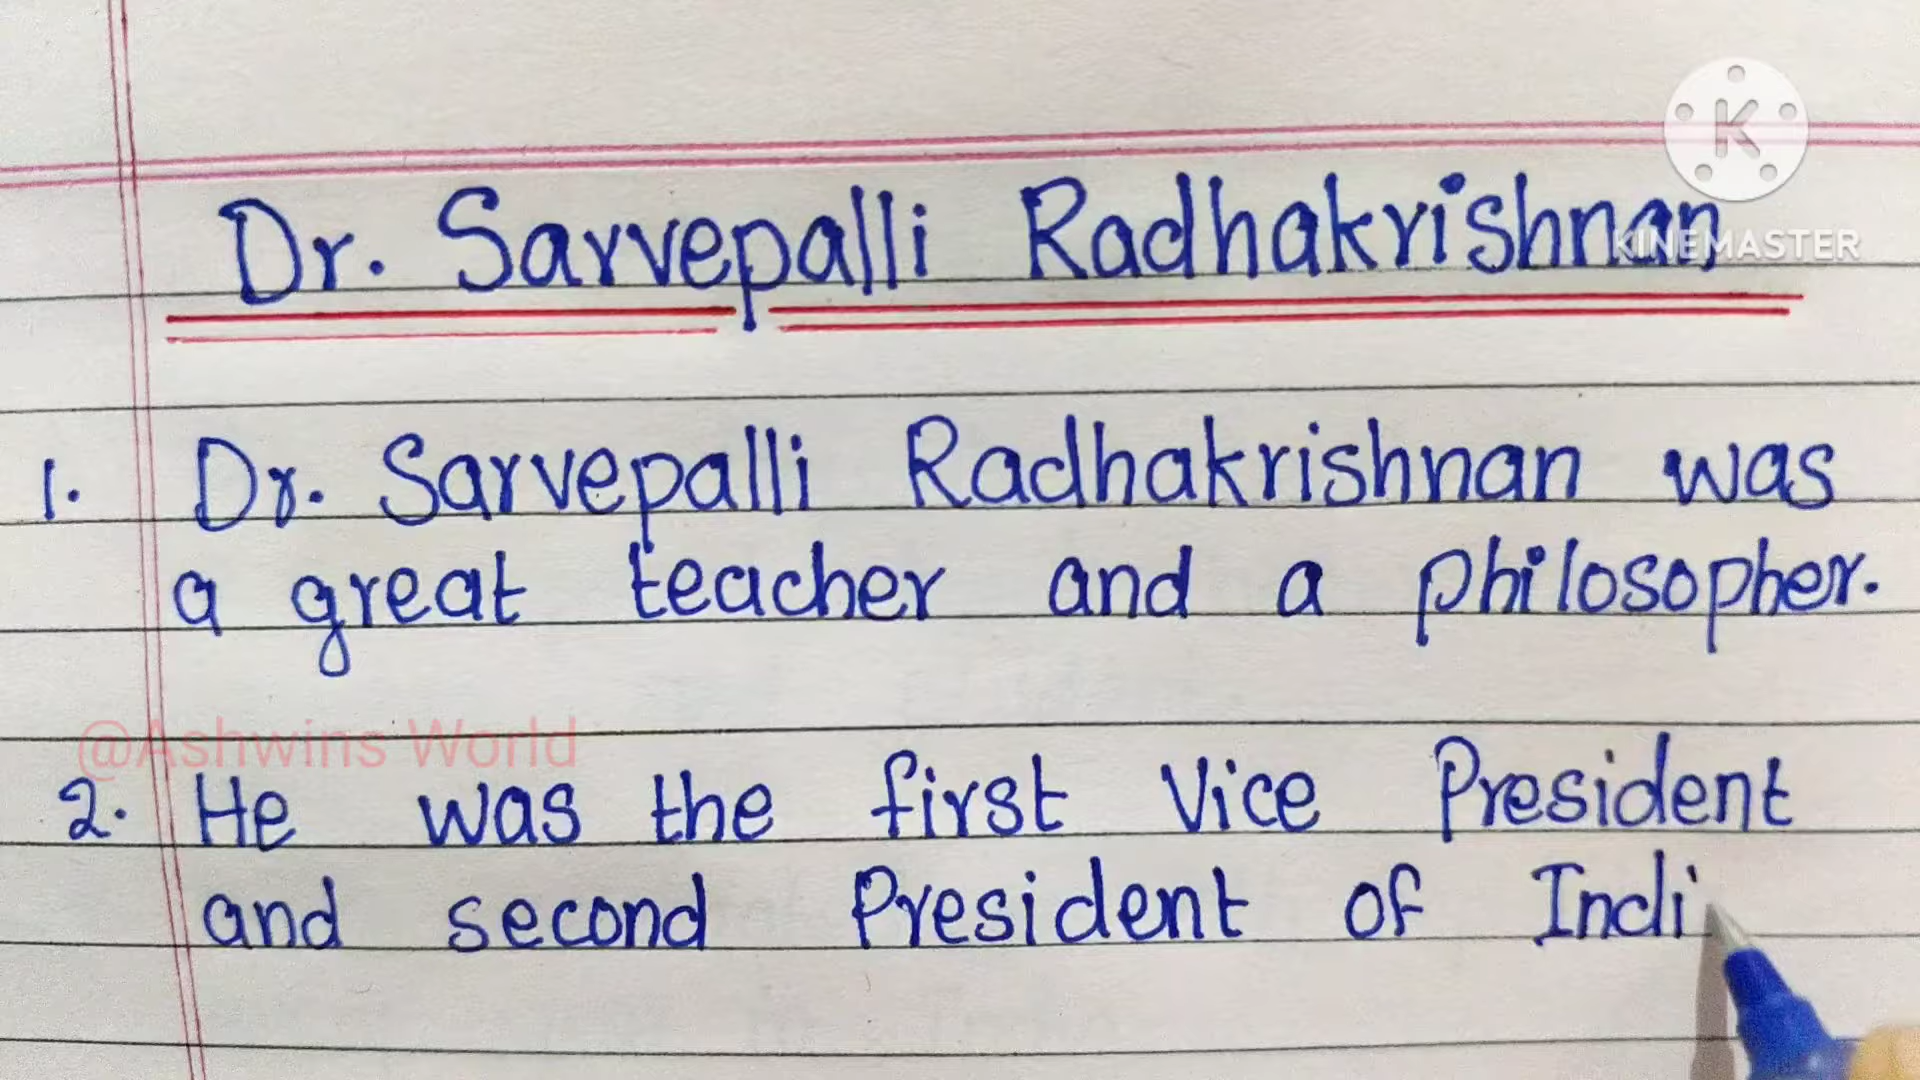 K
KINEMASTER
Dr. Sarvepalli Radhakrishnan
1. Dr. Sarvepalli Radhakrishnan was
a great teacher and a philosopher.
@Ashwins World
2. He was the first Vice President
and second President of Indi